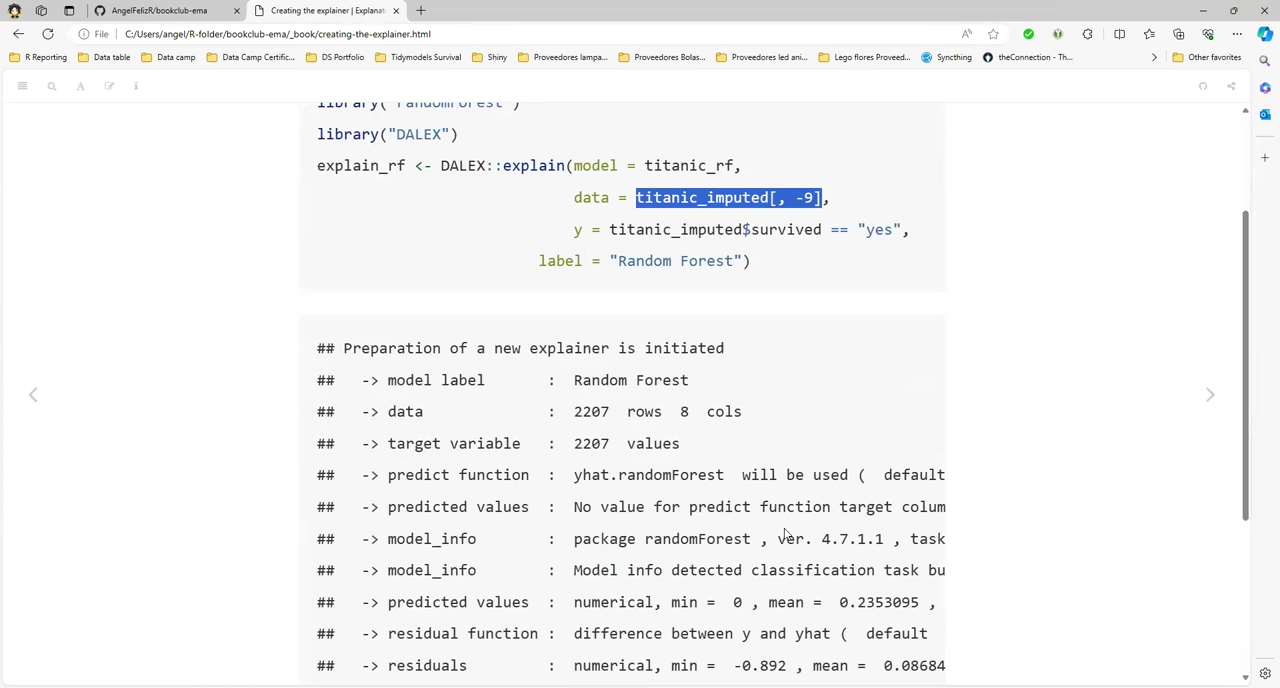 AngelFelizR/bookclub-ema
Creating the explainer | Explanat
File
C:/Users/angel/R-folder/bookclub-ema/_book/creating-the-explainer.html
R Reporting
Data table
Data camp
Data Camp Certific...
DS Portfolio
Tidymodels Survival
Shiny
Proveedores lampa...
Proveedores Bolas...
Proveedores led ani...
Lego flores Proveed...
Syncthing
theConnection - Th...
Other favorites
library("randomForest")
library("DALEX")
explain_rf <- DALEX::explain(model = titanic_rf,
data = titanic_imputed[, -9],
y = titanic_imputed$survived == "yes",
label = "Random Forest")
## Preparation of a new explainer is initiated
## -> model label : Random Forest
## -> data : 2207 rows 8 cols
## -> target variable : 2207 values
## -> predict function : yhat.randomForest will be used ( default
## -> predicted values : No value for predict function target colum
## -> model_info : package randomForest , ver. 4.7.1.1 , task
## -> model_info : Model info detected classification task bu
## -> predicted values : numerical, min = 0 , mean = 0.2353095 ,
## -> residual function : difference between y and yhat ( default
## -> residuals : numerical, min = -0.892 , mean = 0.08684